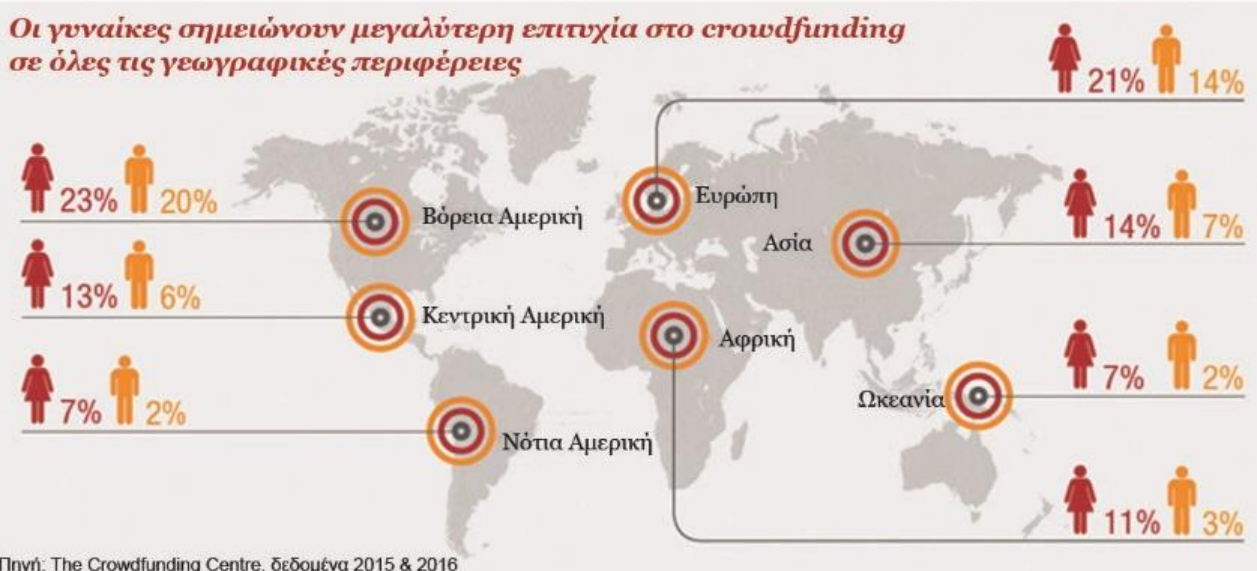 Οι γυναίκες σημειώνουν μεγαλύτερη επιτυχία στο crowdfunding
σε όλες τις γεωγραφικές περιφέρειες
21% 14%
Ευρώπη
23% 20%
Βόρεια Αμερική
Ασία
14% 7%
13% 6%
Κεντρική Αμερική
Αφρική
7% 2%
Ωκεανία
7% 2%
Νότια Αμερική
11% 3%
Πηγή: The Crowdfunding Centre, δεδομένα 2015 & 2016